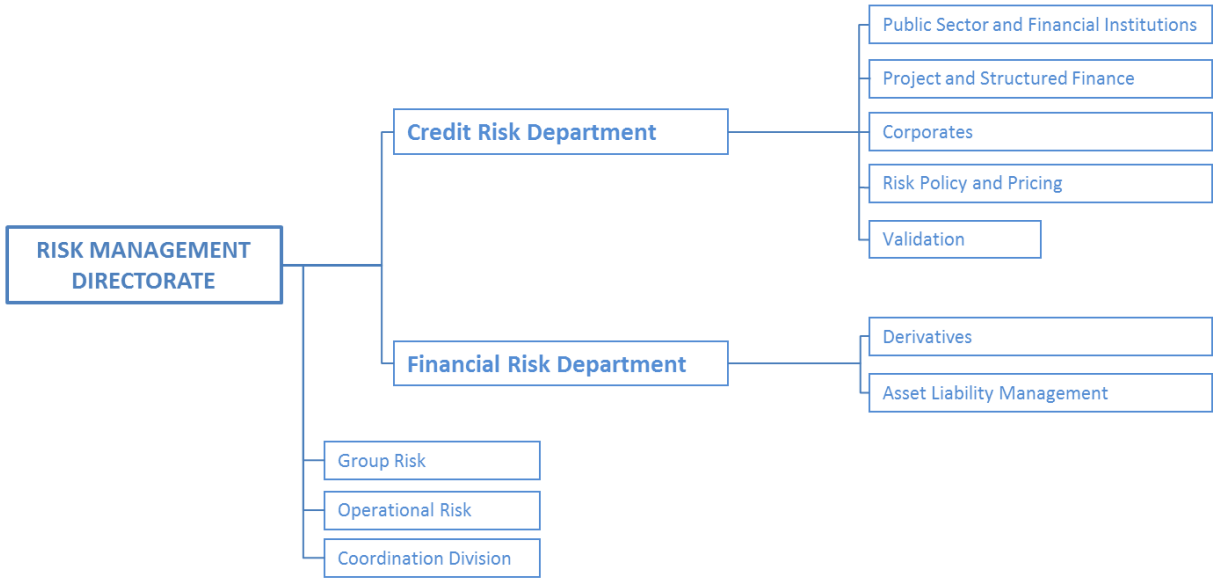 RISK MANAGEMENT
DIRECTORATE
Credit Risk Department
Public Sector and Financial Institutions
Project and Structured Finance
Corporates
Risk Policy and Pricing
Validation
Financial Risk Department
Derivatives
Asset Liability Management
Group Risk
Operational Risk
Coordination Division